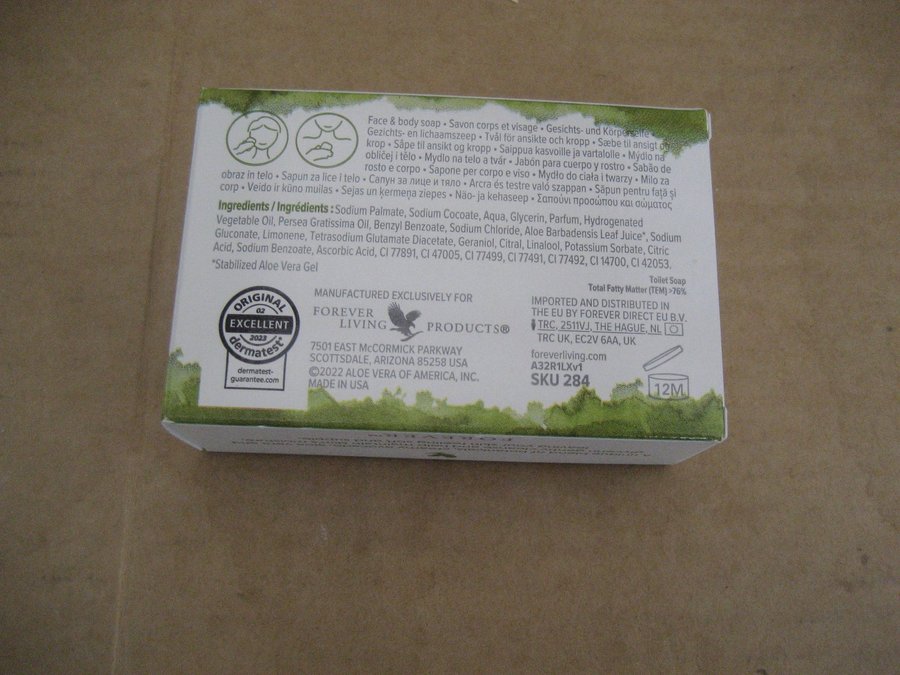 Face & body soap • Savon corps et visage • Gesichts- und Körperseife •
Gezichts- en lichaamszeep • Tvål för ansikte och kropp • Sæbe til ansigt og
krop • Såpe til ansikt og kropp • Saippua kasvoille ja vartalolle • Mýdlo na
obličej i tělo • Mydlo na telo a tvár • Jabón para cuerpo y rostro • Sabão de
rosto e corpo • Sapone per corpo e viso • Mydło do ciała i twarzy • Milo za
obraz in telo • Sapun za lice i telo • Сапун за лице и тяло • Arcra és testre való szappan • Săpun pentru față și
corp • Veido ir kūno muilas • Sejas un ķermeņa ziepes • Näo- ja kehaseep • Σαπούνι προσώπου και σώματος
Ingredients / Ingrédients : Sodium Palmate, Sodium Cocoate, Aqua, Glycerin, Parfum, Hydrogenated
Vegetable Oil, Persea Gratissima Oil, Benzyl Benzoate, Sodium Chloride, Aloe Barbadensis Leaf Juice*, Sodium
Gluconate, Limonene, Tetrasodium Glutamate Diacetate, Geraniol, Citral, Linalool, Potassium Sorbate, Citric
Acid, Sodium Benzoate, Ascorbic Acid, CI 77891, CI 47005, CI 77499, CI 77491, CI 77492, CI 14700, CI 42053.
*Stabilized Aloe Vera Gel
Toilet Soap
Total Fatty Matter (TFM) >76%
ORIGINAL
02
EXCELLENT
2023
dermatest®
dermatest-
guarantee.com
MANUFACTURED EXCLUSIVELY FOR
FOREVER
LIVING PRODUCTS®
7501 EAST McCORMICK PARKWAY
SCOTTSDALE, ARIZONA 85258 USA
©2022 ALOE VERA OF AMERICA, INC.
MADE IN USA
IMPORTED AND DISTRIBUTED IN
THE EU BY FOREVER DIRECT EU B.V.
TRC, 2511VJ, THE HAGUE, NL
TRC UK, EC2V 6AA, UK
foreverliving.com
A32R1LXv1
SKU 284
12M
FOREVER